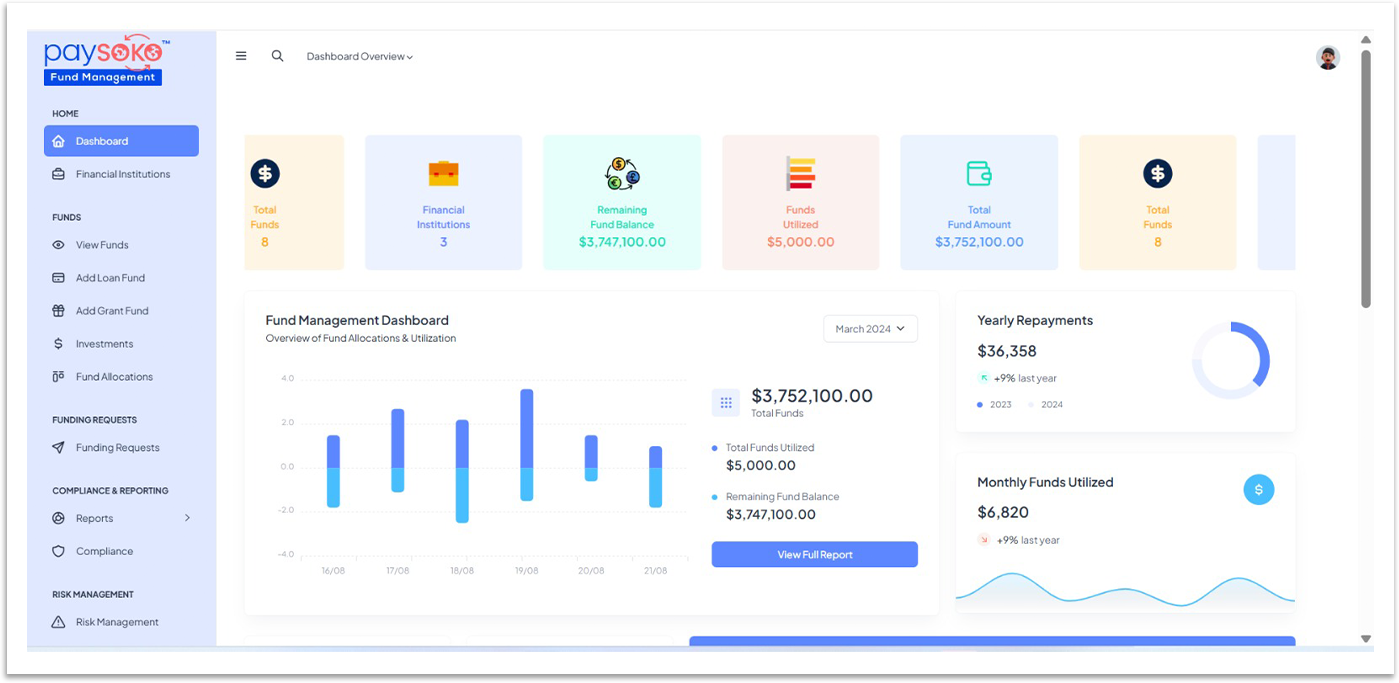 paysoko™
Fund Management
HOME
Dashboard
Financial Institutions
FUNDS
View Funds
Add Loan Fund
Add Grant Fund
Investments
Fund Allocations
FUNDING REQUESTS
Funding Requests
COMPLIANCE & REPORTING
Reports
Compliance
RISK MANAGEMENT
Risk Management
Dashboard Overview
Total
Funds
8
Financial
Institutions
3
Remaining
Fund Balance
$3,747,100.00
Funds
Utilized
$5,000.00
Total
Fund Amount
$3,752,100.00
Total
Funds
8
Fund Management Dashboard
Overview of Fund Allocations & Utilization
March 2024
4.0
2.0
0.0
-2.0
-4.0
16/08 17/08 18/08 19/08 20/08 21/08
$3,752,100.00
Total Funds
Total Funds Utilized
$5,000.00
Remaining Fund Balance
$3,747,100.00
View Full Report
Yearly Repayments
$36,358
+9% last year
2023 2024
Monthly Funds Utilized
$6,820
+9% last year